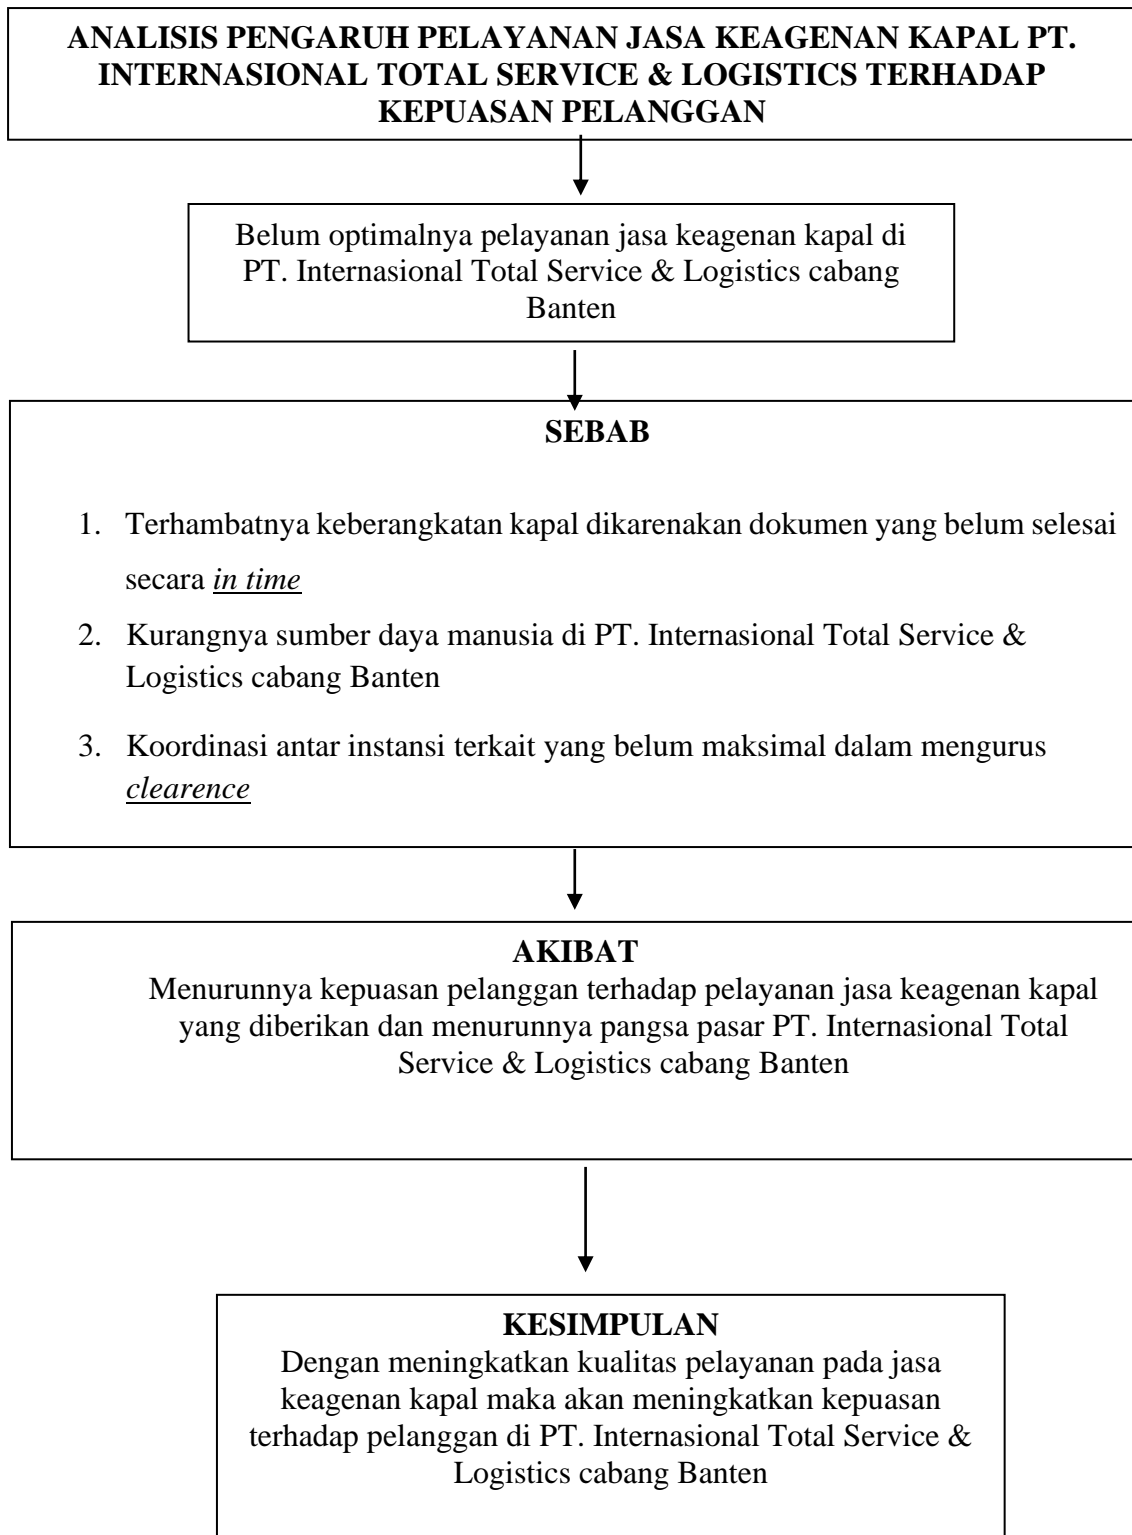 ANALISIS PENGARUH PELAYANAN JASA KEAGENAN KAPAL PT.
INTERNASIONAL TOTAL SERVICE & LOGISTICS TERHADAP
KEPUASAN PELANGGAN
Belum optimalnya pelayanan jasa keagenan kapal di
PT. Internasional Total Service & Logistics cabang
Banten
SEBAB
1. Terhambatnya keberangkatan kapal dikarenakan dokumen yang belum selesai
secara in time
2. Kurangnya sumber daya manusia di PT. Internasional Total Service &
Logistics cabang Banten
3. Koordinasi antar instansi terkait yang belum maksimal dalam mengurus
clearence
AKIBAT
Menurunnya kepuasan pelanggan terhadap pelayanan jasa keagenan kapal
yang diberikan dan menurunnya pangsa pasar PT. Internasional Total
Service & Logistics cabang Banten
KESIMPULAN
Dengan meningkatkan kualitas pelayanan pada jasa
keagenan kapal maka akan meningkatkan kepuasan
terhadap pelanggan di PT. Internasional Total Service &
Logistics cabang Banten